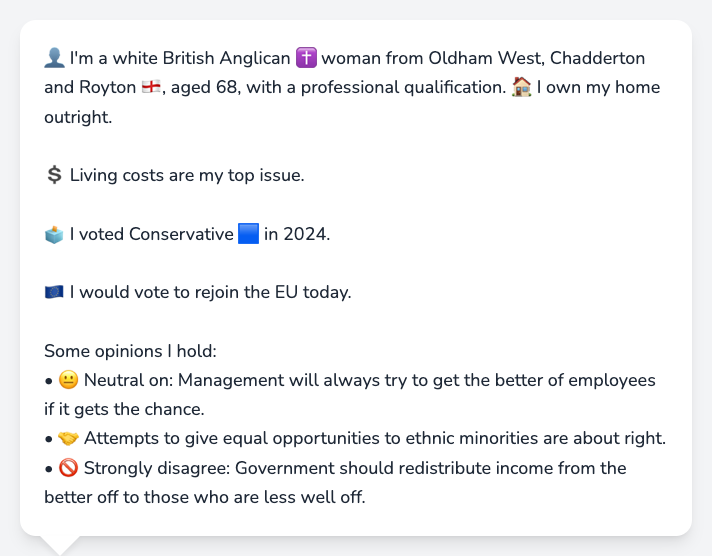 👤 I'm a white British Anglican ✝️ woman from Oldham West, Chadderton
and Royton 🏴󠁧󠁢󠁥󠁮󠁧󠁿, aged 68, with a professional qualification. 🏠 I own my home
outright.
💲 Living costs are my top issue.
🗳️ I voted Conservative 🟦 in 2024.
🇪🇺 I would vote to rejoin the EU today.
Some opinions I hold:
• 😐 Neutral on: Management will always try to get the better of employees
if it gets the chance.
• 🤝 Attempts to give equal opportunities to ethnic minorities are about right.
• 🚫 Strongly disagree: Government should redistribute income from the
better off to those who are less well off.